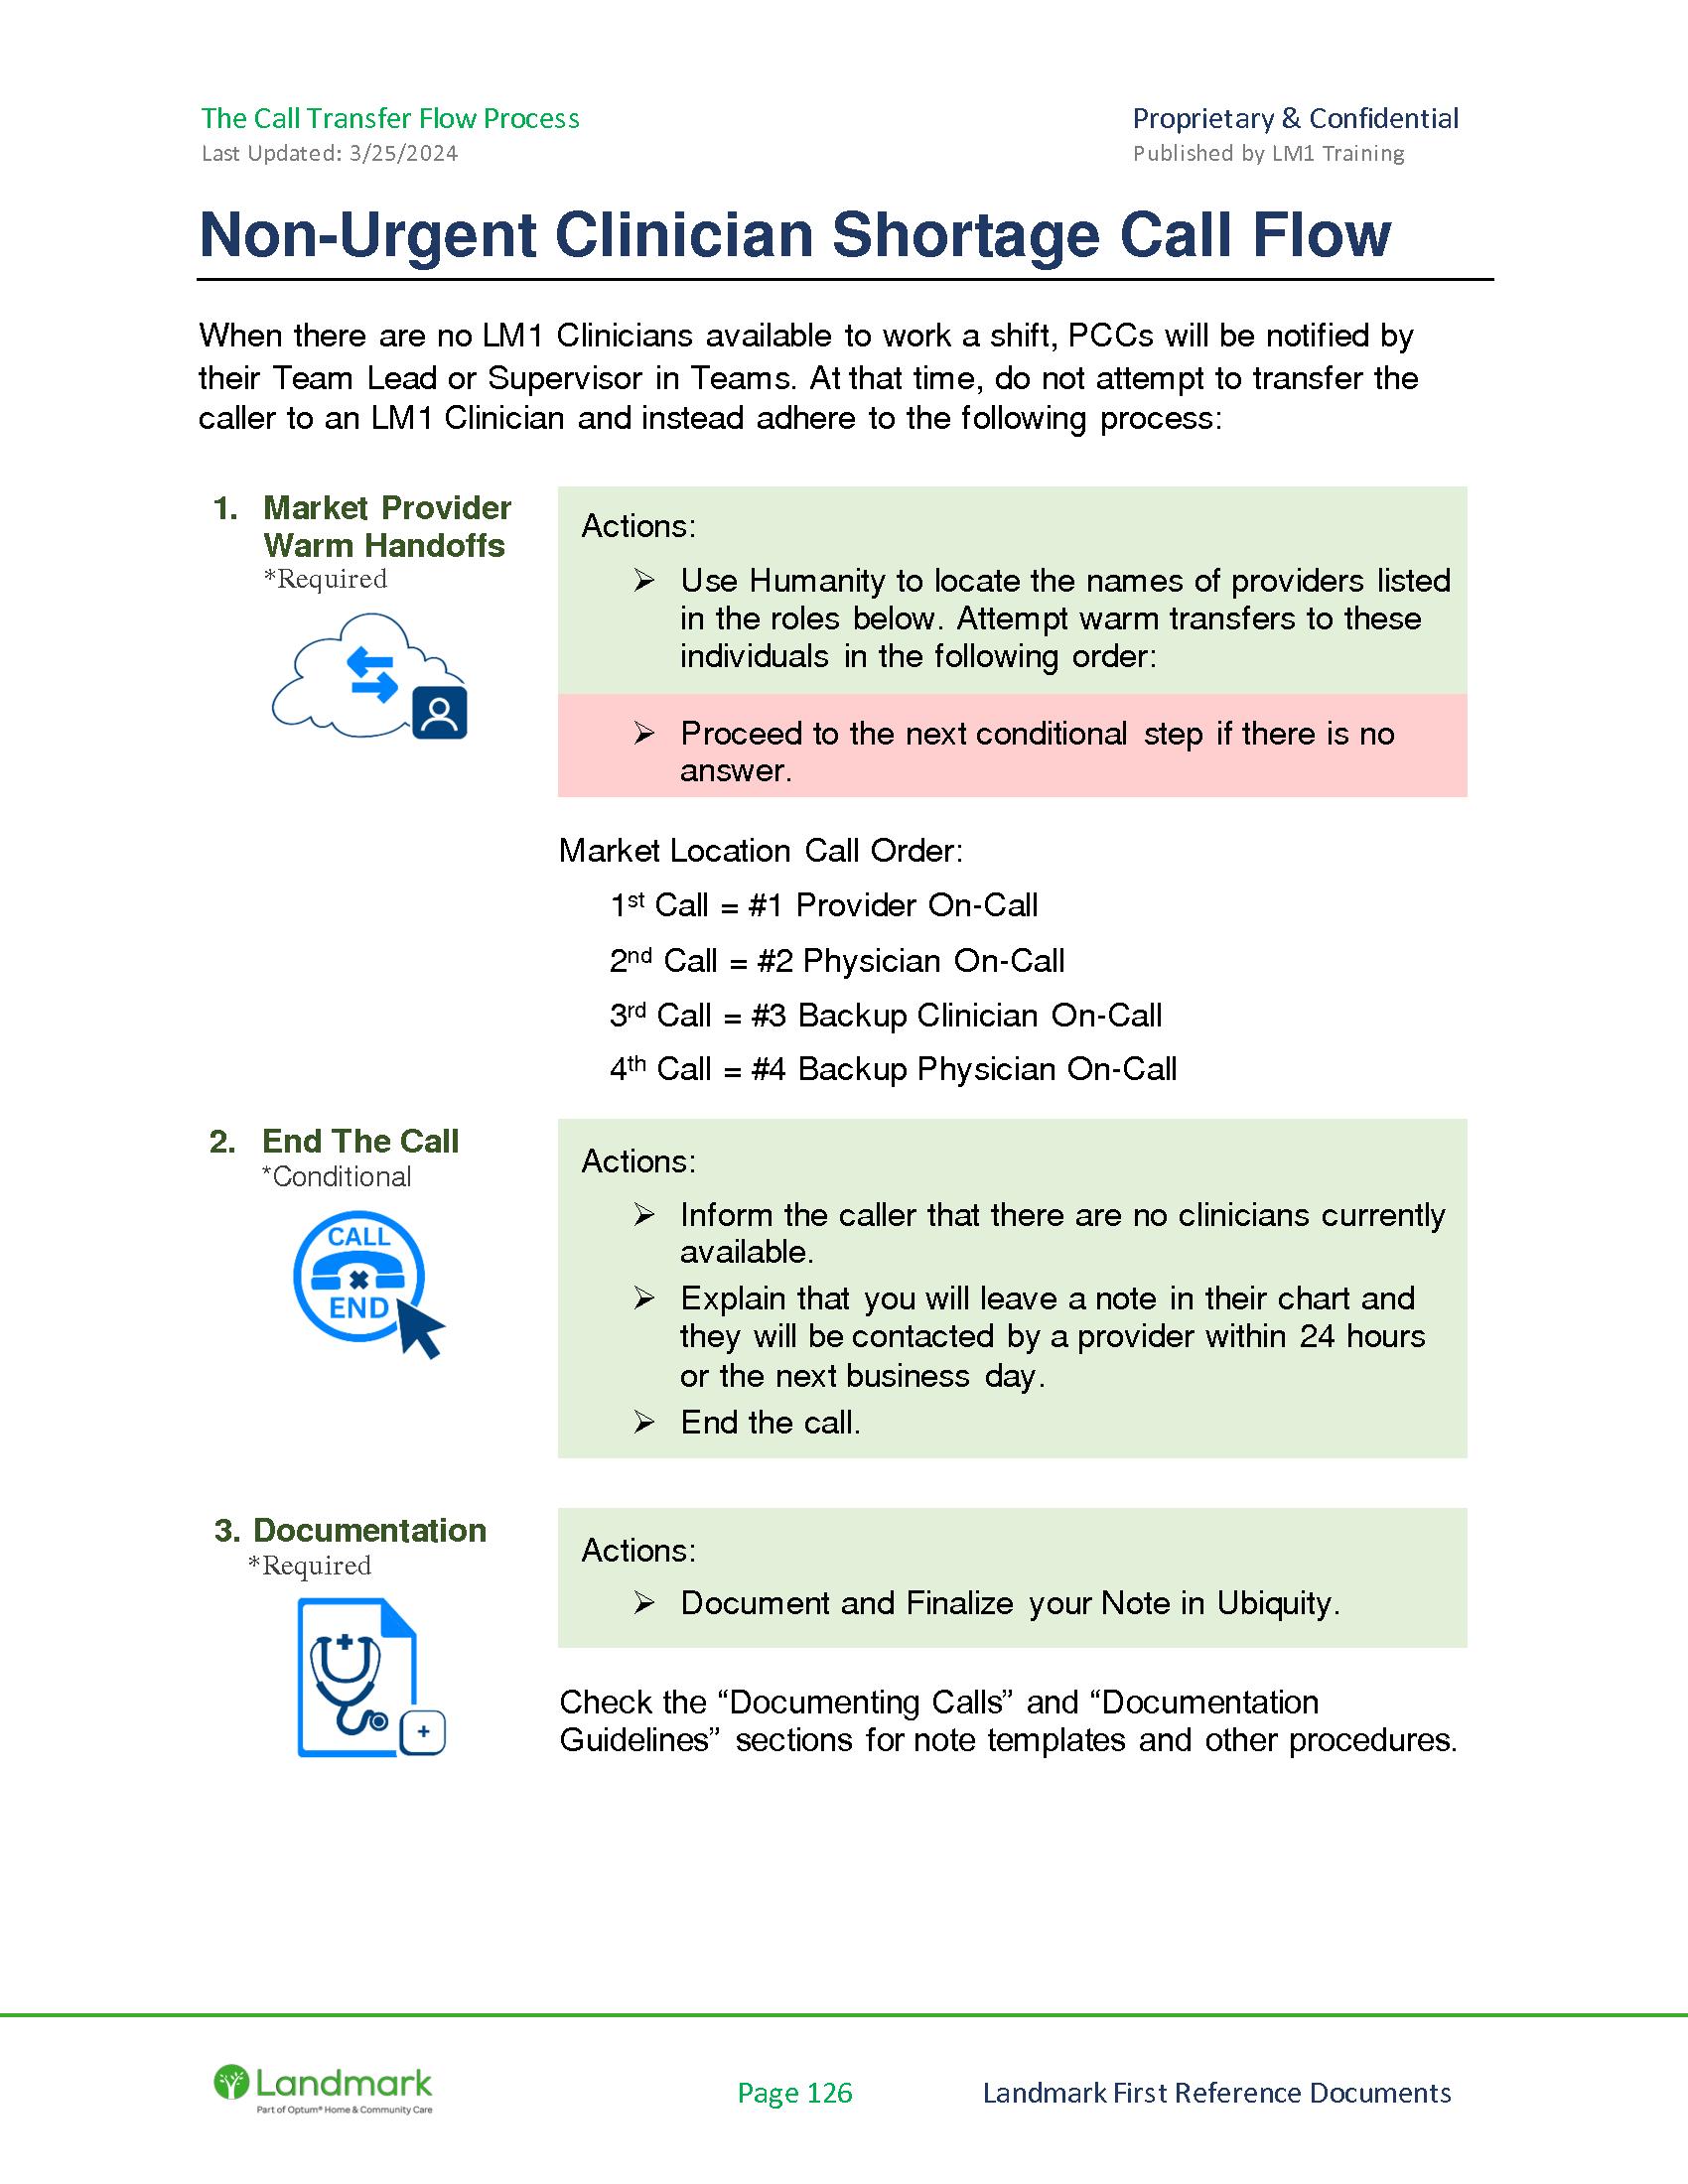 The Call Transfer Flow Process
Proprietary & Confidential
Last Updated: 3/25/2024
Published by LM1 Training
Non-Urgent Clinician Shortage Call Flow
When there are no LM1 Clinicians available to work a shift, PCCs will be notified by
their Team Lead or Supervisor in Teams. At that time, do not attempt to transfer the
caller to an LM1 Clinician and instead adhere to the following process:
1. Market Provider
Warm Handoffs
*Required
Actions:
➢ Use Humanity to locate the names of providers listed
in the roles below. Attempt warm transfers to these
individuals in the following order:
➢ Proceed to the next conditional step if there is no
answer.
Market Location Call Order:
1st Call = #1 Provider On-Call
2nd Call = #2 Physician On-Call
3rd Call = #3 Backup Clinician On-Call
4th Call = #4 Backup Physician On-Call
2. End The Call
*Conditional
CALL
END
Actions:
➢ Inform the caller that there are no clinicians currently
available.
➢ Explain that you will leave a note in their chart and
they will be contacted by a provider within 24 hours
or the next business day.
➢ End the call.
3. Documentation
*Required
Actions:
➢ Document and Finalize your Note in Ubiquity.
Check the “Documenting Calls” and “Documentation
Guidelines” sections for note templates and other procedures.
Landmark
Part of Optum® Home & Community Care
Page 126
Landmark First Reference Documents